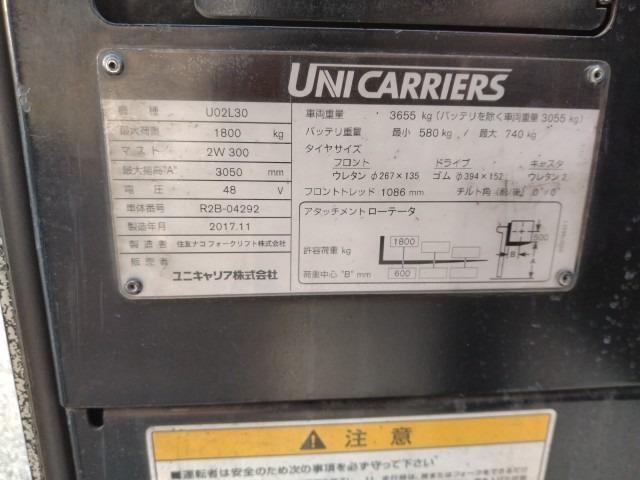 UNICARRIERS
機 種 U02L30
最大荷重 1800 kg
マ ス ト 2W 300
最大揚高"A" 3050 mm
電 圧 48 V
車体番号 R2B-04292
製造年月 2017.11
製 造 者 住友ナコ フォークリフト株式会社
販 売 者 ユニキャリア株式会社
車両重量 3655 kg (バッテリを除く車両重量 3055 kg)
バッテリ重量 最小 580 kg / 最大 740 kg
タイヤサイズ
フロント ドライブ キャスタ
ウレタン φ267×135 ゴム φ394×152 ウレタン
フロントトレッド 1086 mm チルト角 (前/後)
アタッチメント ローテータ
許容荷重 kg 1800
荷重中心 "B" mm 600
500
B
A
注意
■運転者は安全のため次の事項を必ず守って下さい